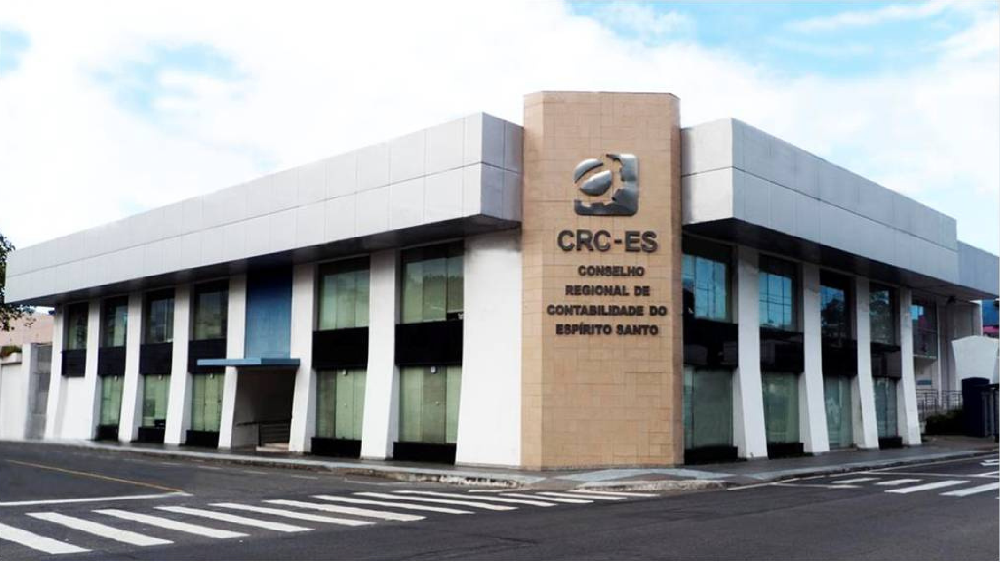 CRC-ES
CONSELHO
REGIONAL DE
CONTABILIDADE DO
ESPÍRITO SANTO